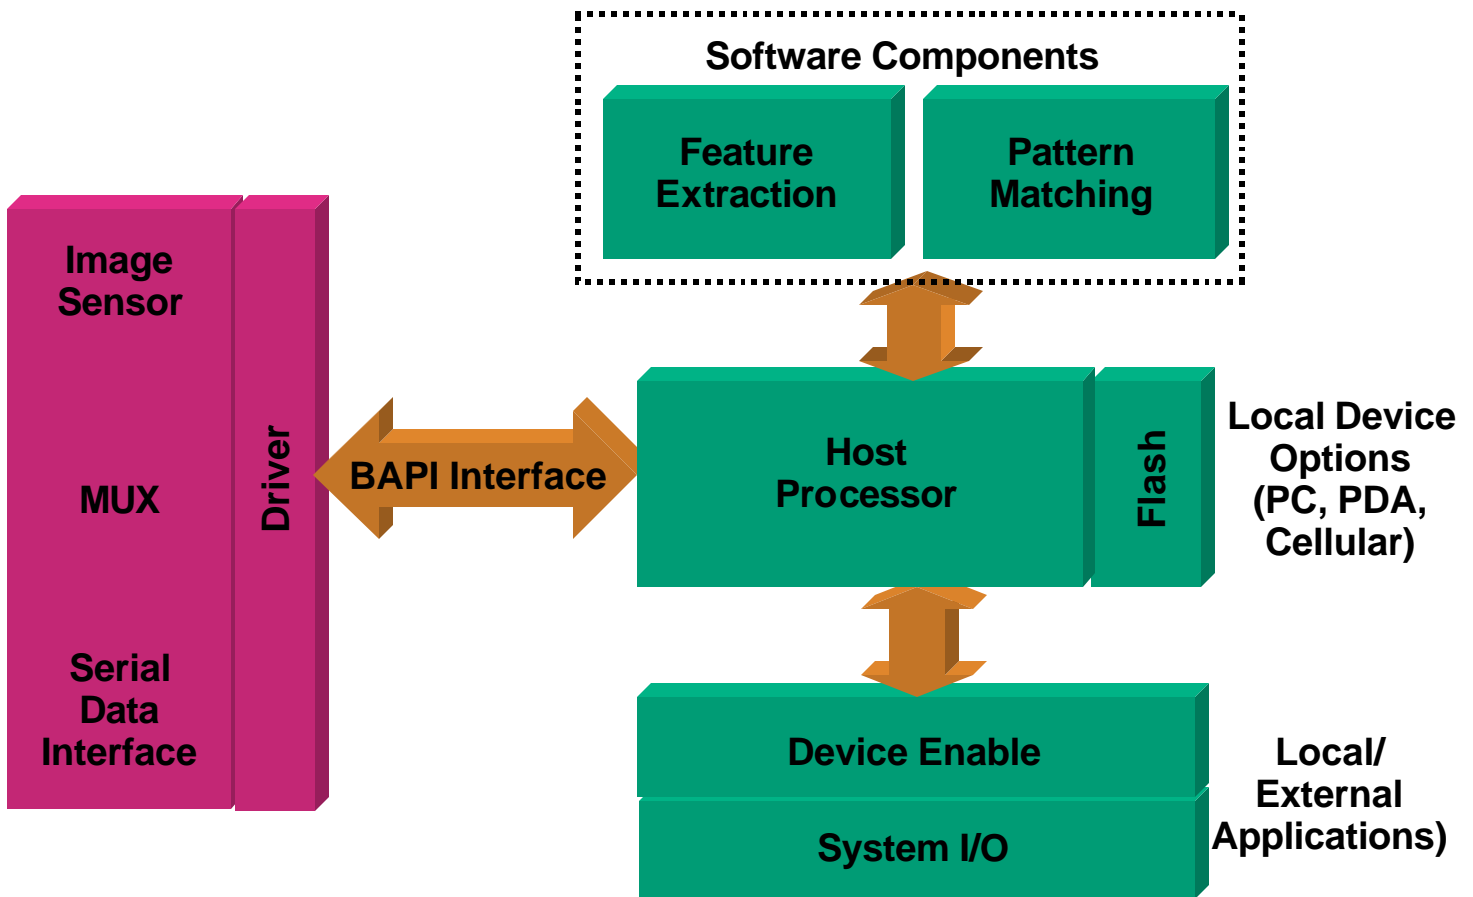 Software Components
Feature
Extraction
Pattern
Matching
Image
Sensor
MUX
Serial
Data
Interface
Driver
BAPI Interface
Host
Processor
Flash
Local Device
Options
(PC, PDA,
Cellular)
Device Enable
System I/O
Local/
External
Applications)